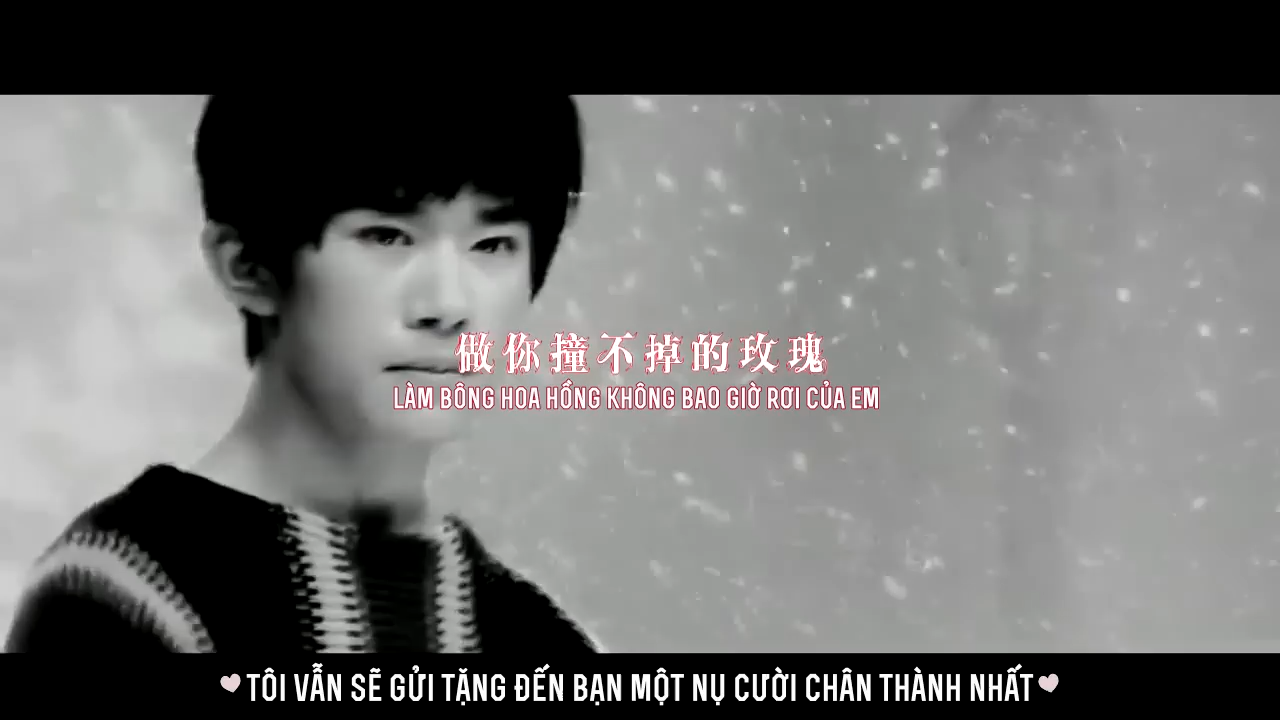 做你撞不掉的玫瑰
LÀM BÔNG HOA HỒNG KHÔNG BAO GIỜ RƠI CỦA EM
TÔI VẪN SẼ GỬI TẶNG ĐẾN BẠN MỘT NỤ CƯỜI CHÂN THÀNH NHẤT